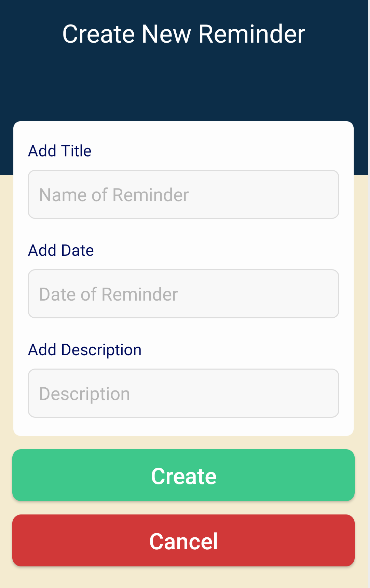 Create New Reminder
Add Title
Name of Reminder
Add Date
Date of Reminder
Add Description
Description
Create
Cancel